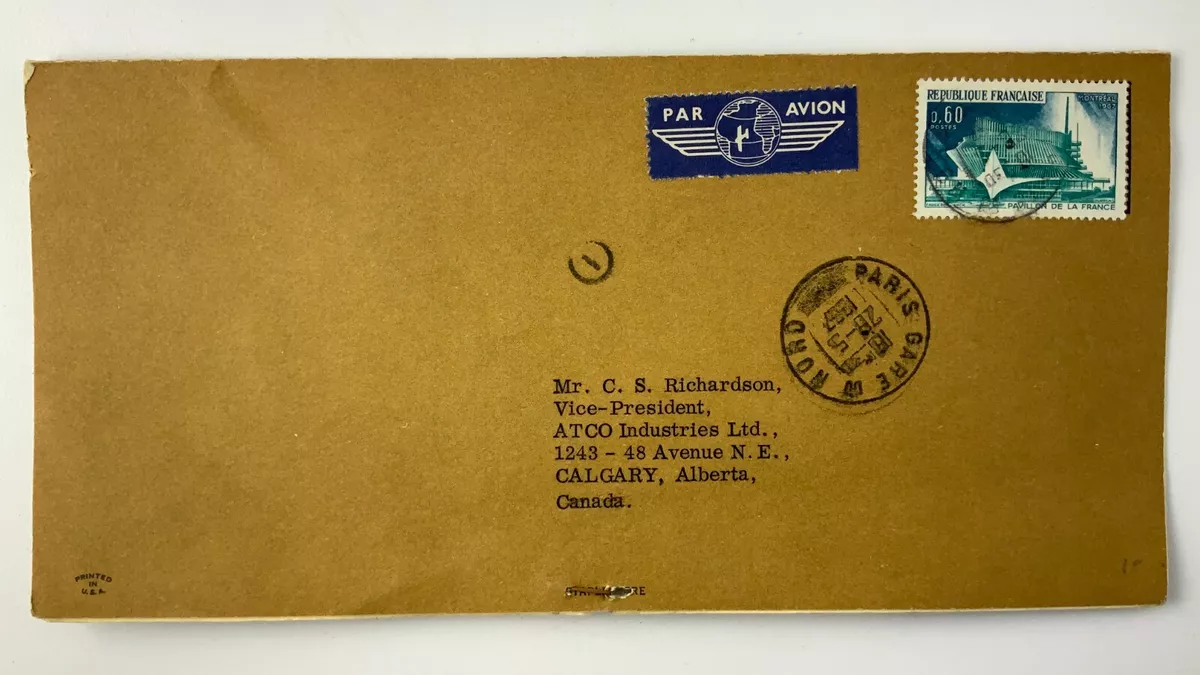 PAR AVION
REPUBLIQUE FRANÇAISE
MONTREAL
1967
0,60
POSTES
PAVILLON DE LA FRANCE
PARIS GARE DU NORD
Mr. C. S. Richardson,
Vice-President,
ATCO Industries Ltd.,
1243 - 48 Avenue N. E.,
CALGARY, Alberta,
Canada.
PRINTED
IN
U.S.A.